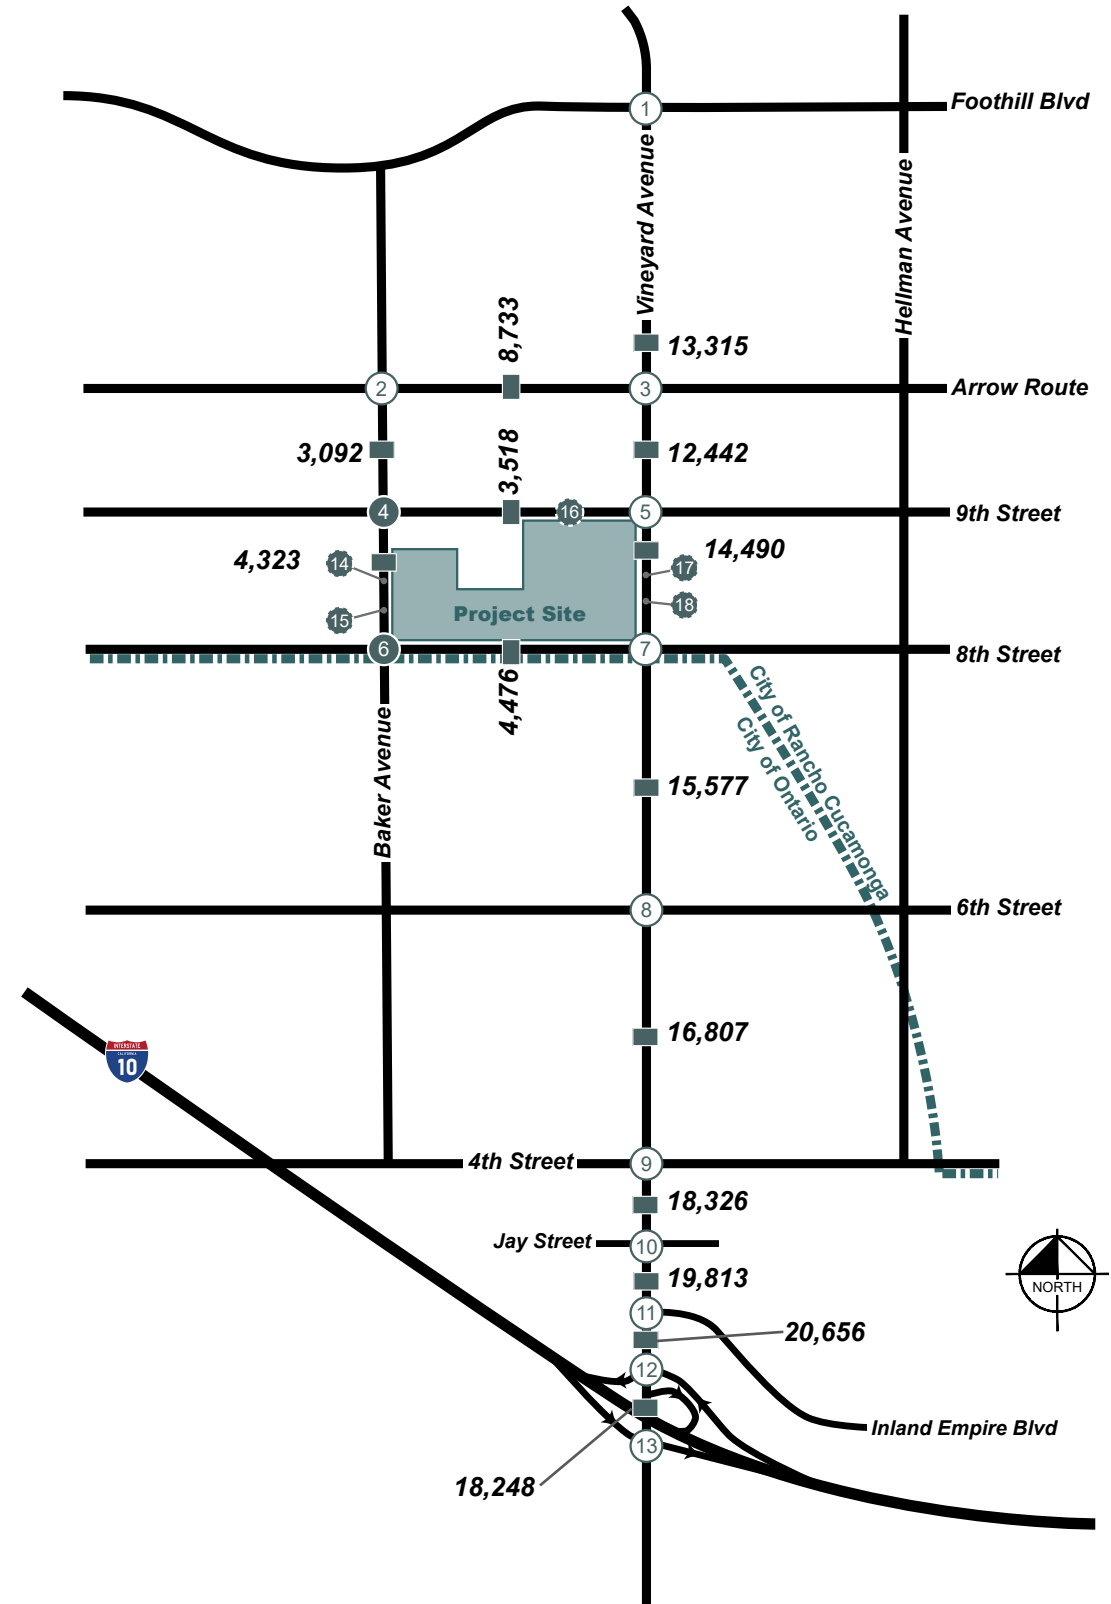 1
Foothill Blvd
Vineyard Avenue
Hellman Avenue
8,733
13,315
2
3
Arrow Route
3,092
3,518
12,442
4
16
5
9th Street
4,323
14
14,490
17
15
Project Site
18
6
7
8th Street
4,476
City of Rancho Cucamonga
City of Ontario
Baker Avenue
15,577
8
6th Street
16,807
INTERSTATE
CALIFORNIA
10
4th Street
9
18,326
Jay Street
10
19,813
NORTH
11
20,656
12
Inland Empire Blvd
13
18,248